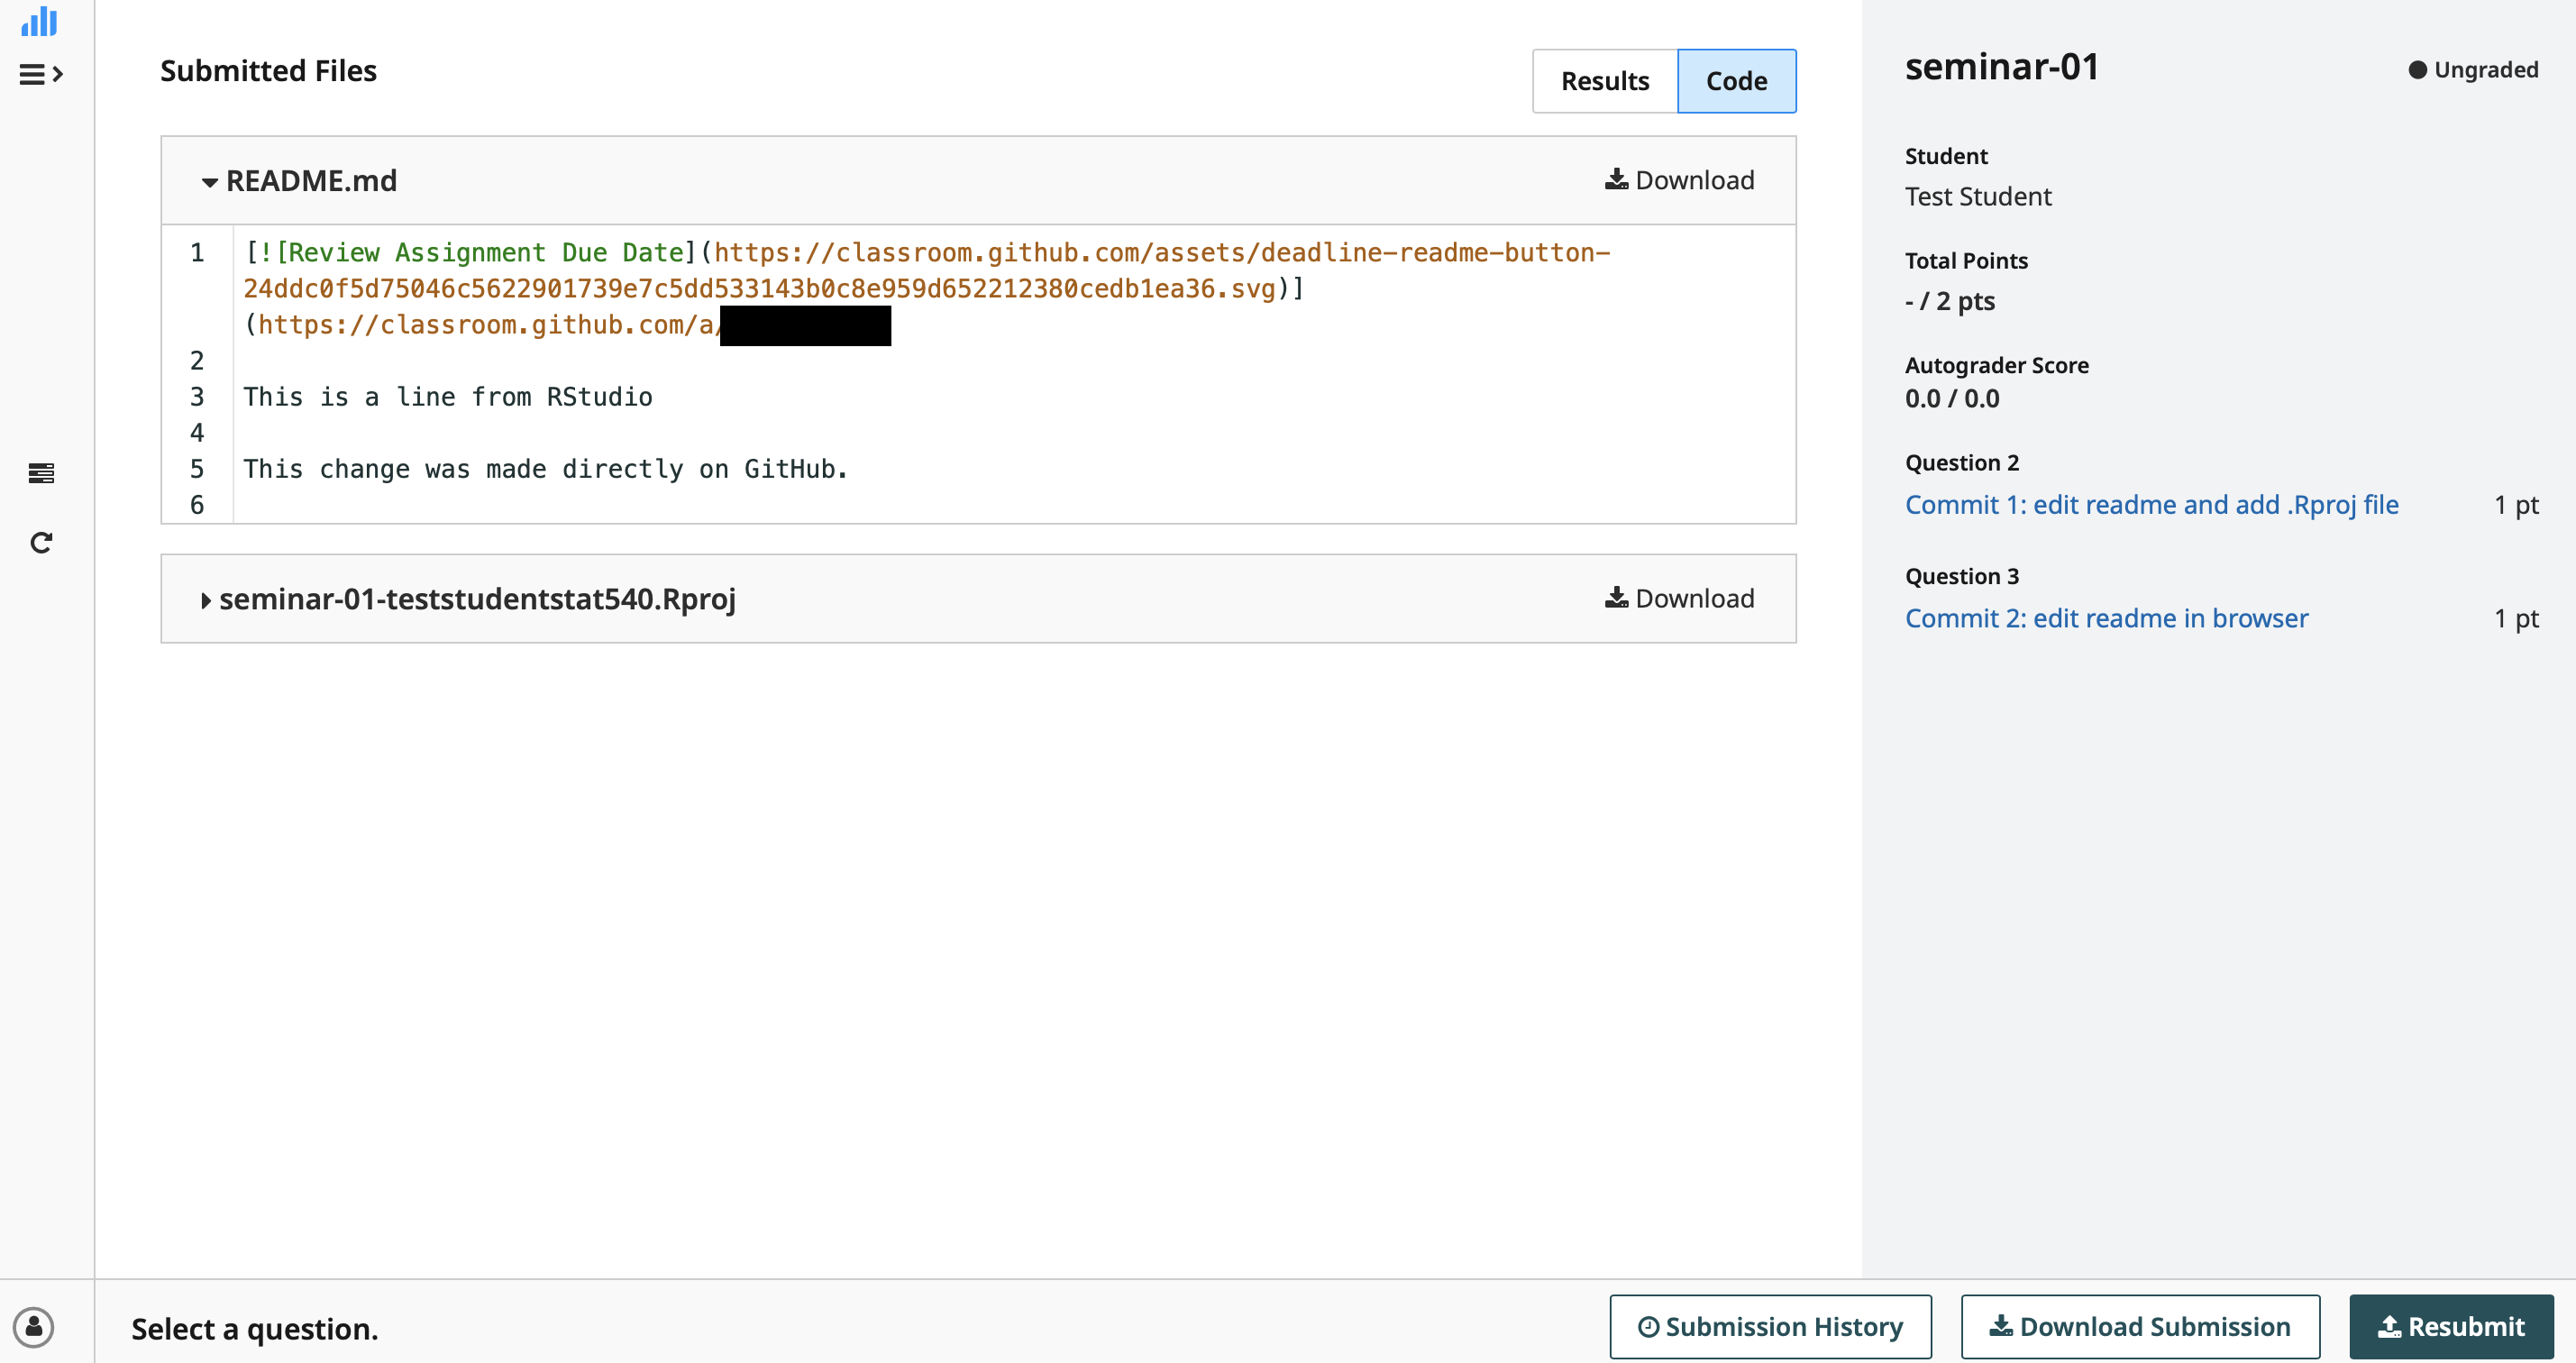 Submitted Files
Results
Code
README.md
Download
1 [![Review Assignment Due Date](https://classroom.github.com/assets/deadline-readme-button-
24ddc0f5d75046c5622901739e7c5dd533143b0c8e959d652212380cedb1ea36.svg)]
(https://classroom.github.com/a/
2
3 This is a line from RStudio
4
5 This change was made directly on GitHub.
6
seminar-01-teststudentstat540.Rproj
Download
seminar-01
Ungraded
Student
Test Student
Total Points
- / 2 pts
Autograder Score
0.0 / 0.0
Question 2
Commit 1: edit readme and add .Rproj file 1 pt
Question 3
Commit 2: edit readme in browser 1 pt
Select a question.
Submission History
Download Submission
Resubmit